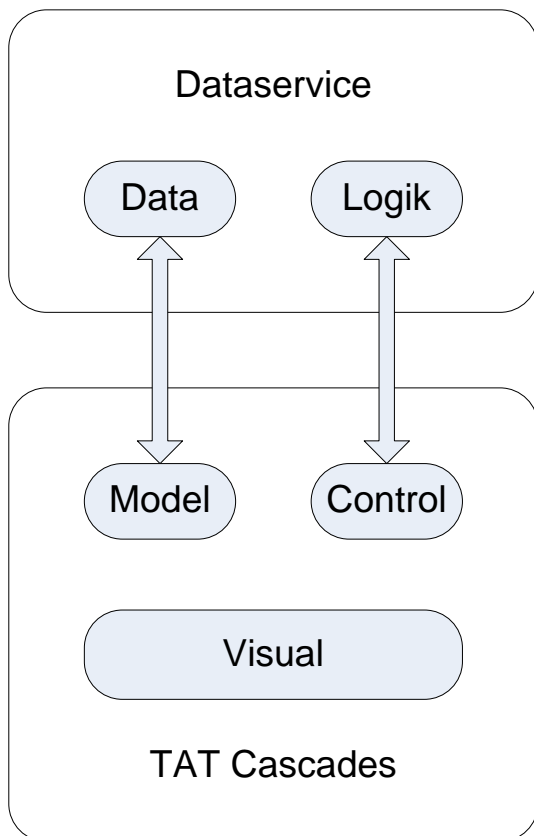 Dataservice
Data
Logik
Model
Control
Visual
TAT Cascades